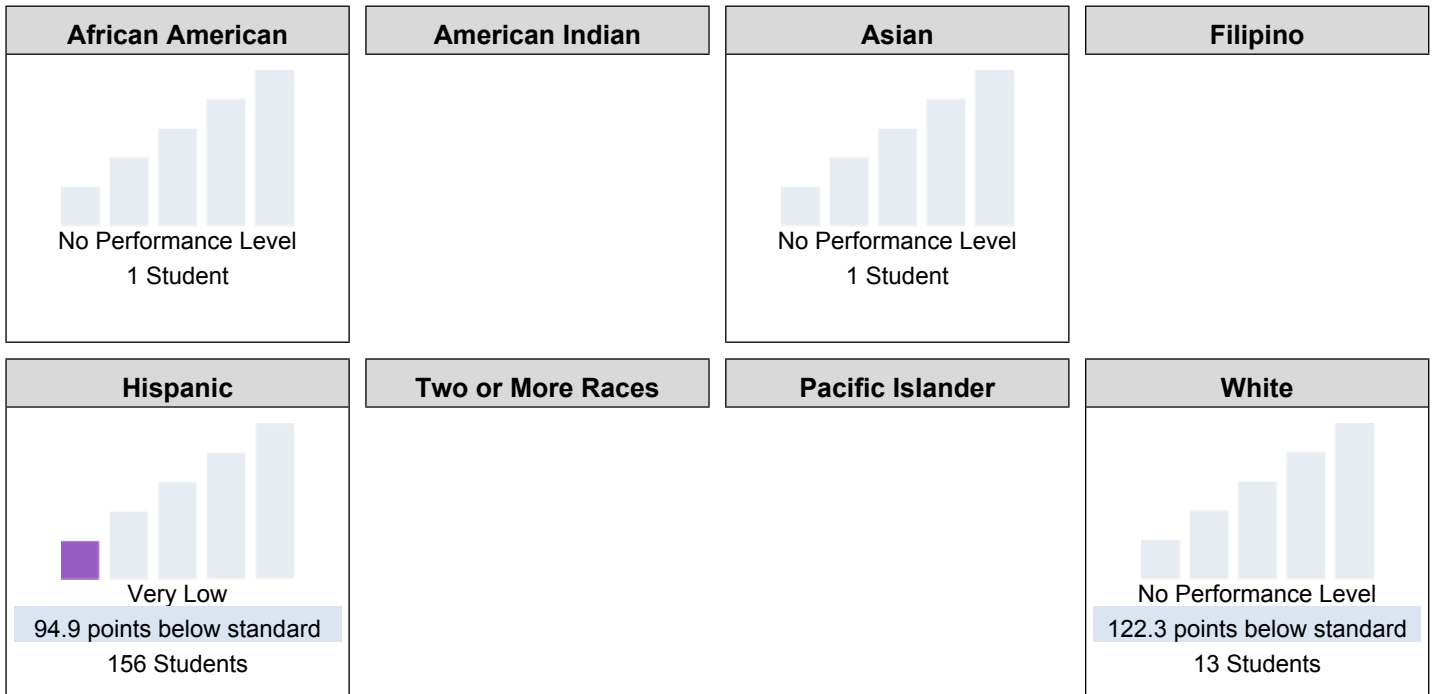 African American
American Indian
Asian
Filipino
No Performance Level
1 Student
No Performance Level
1 Student
Hispanic
Two or More Races
Pacific Islander
White
Very Low
94.9 points below standard
156 Students
No Performance Level
122.3 points below standard
13 Students